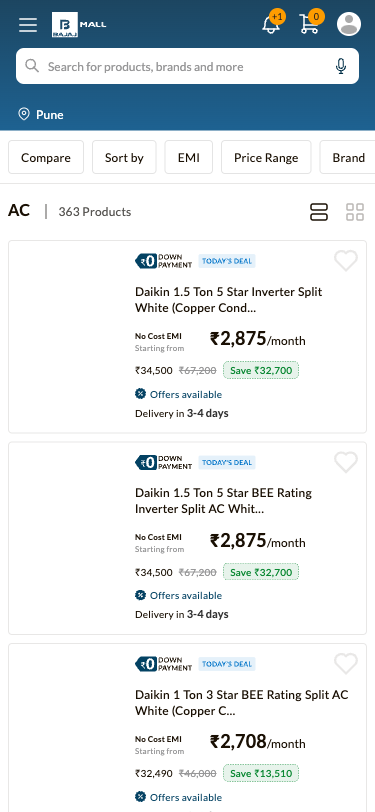 B
BAJAJ
MALL
+1
0
Search for products, brands and more
Pune
Compare
Sort by
EMI
Price Range
Brand
AC | 363 Products
₹0 DOWN PAYMENT
TODAY'S DEAL
Daikin 1.5 Ton 5 Star Inverter Split
White (Copper Cond...
No Cost EMI
Starting from
₹2,875/month
₹34,500 ₹67,200 Save ₹32,700
Offers available
Delivery in 3-4 days
₹0 DOWN PAYMENT
TODAY'S DEAL
Daikin 1.5 Ton 5 Star BEE Rating
Inverter Split AC Whit...
No Cost EMI
Starting from
₹2,875/month
₹34,500 ₹67,200 Save ₹32,700
Offers available
Delivery in 3-4 days
₹0 DOWN PAYMENT
TODAY'S DEAL
Daikin 1 Ton 3 Star BEE Rating Split AC
White (Copper C...
No Cost EMI
Starting from
₹2,708/month
₹32,490 ₹46,000 Save ₹13,510
Offers available